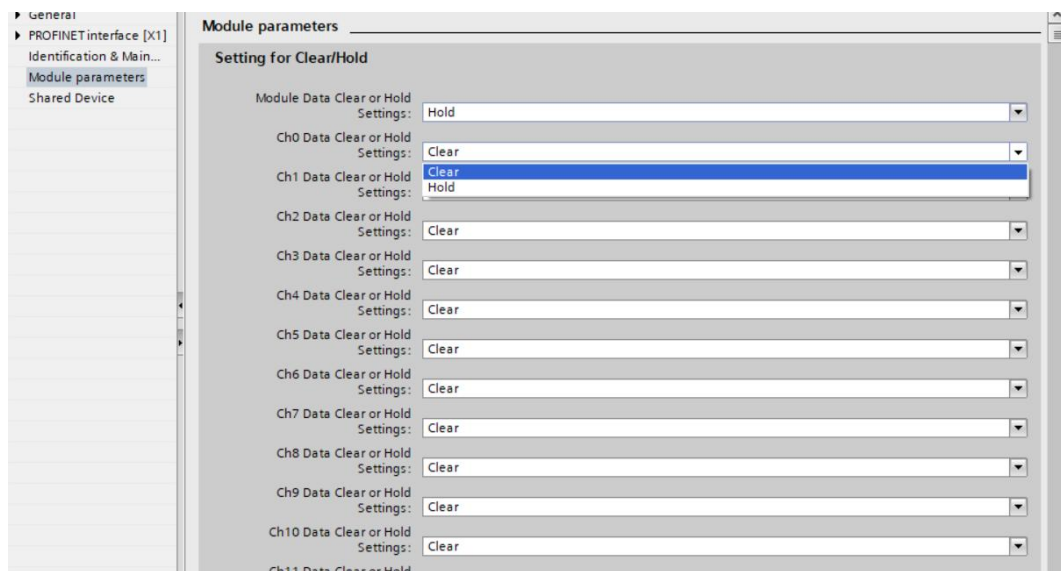 General
PROFINET interface [X1]
Identification & Main...
Module parameters
Shared Device
Module parameters
Setting for Clear/Hold
Module Data Clear or Hold
Settings: Hold
Ch0 Data Clear or Hold
Settings: Clear
Clear
Hold
Ch1 Data Clear or Hold
Settings:
Ch2 Data Clear or Hold
Settings: Clear
Ch3 Data Clear or Hold
Settings: Clear
Ch4 Data Clear or Hold
Settings: Clear
Ch5 Data Clear or Hold
Settings: Clear
Ch6 Data Clear or Hold
Settings: Clear
Ch7 Data Clear or Hold
Settings: Clear
Ch8 Data Clear or Hold
Settings: Clear
Ch9 Data Clear or Hold
Settings: Clear
Ch10 Data Clear or Hold
Settings: Clear
Ch11 Data Clear or Hold